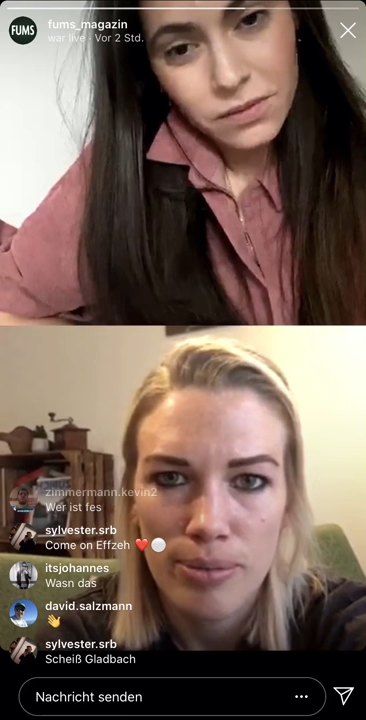 FUMS
fums_magazin
war live · Vor 2 Std.
zimmermann.kevin2
Wer ist fes
sylvester.srb
Come on Effzeh ❤️⚪
itsjohannes
Wasn das
david.salzmann
👋
sylvester.srb
Scheiß Gladbach
Nachricht senden